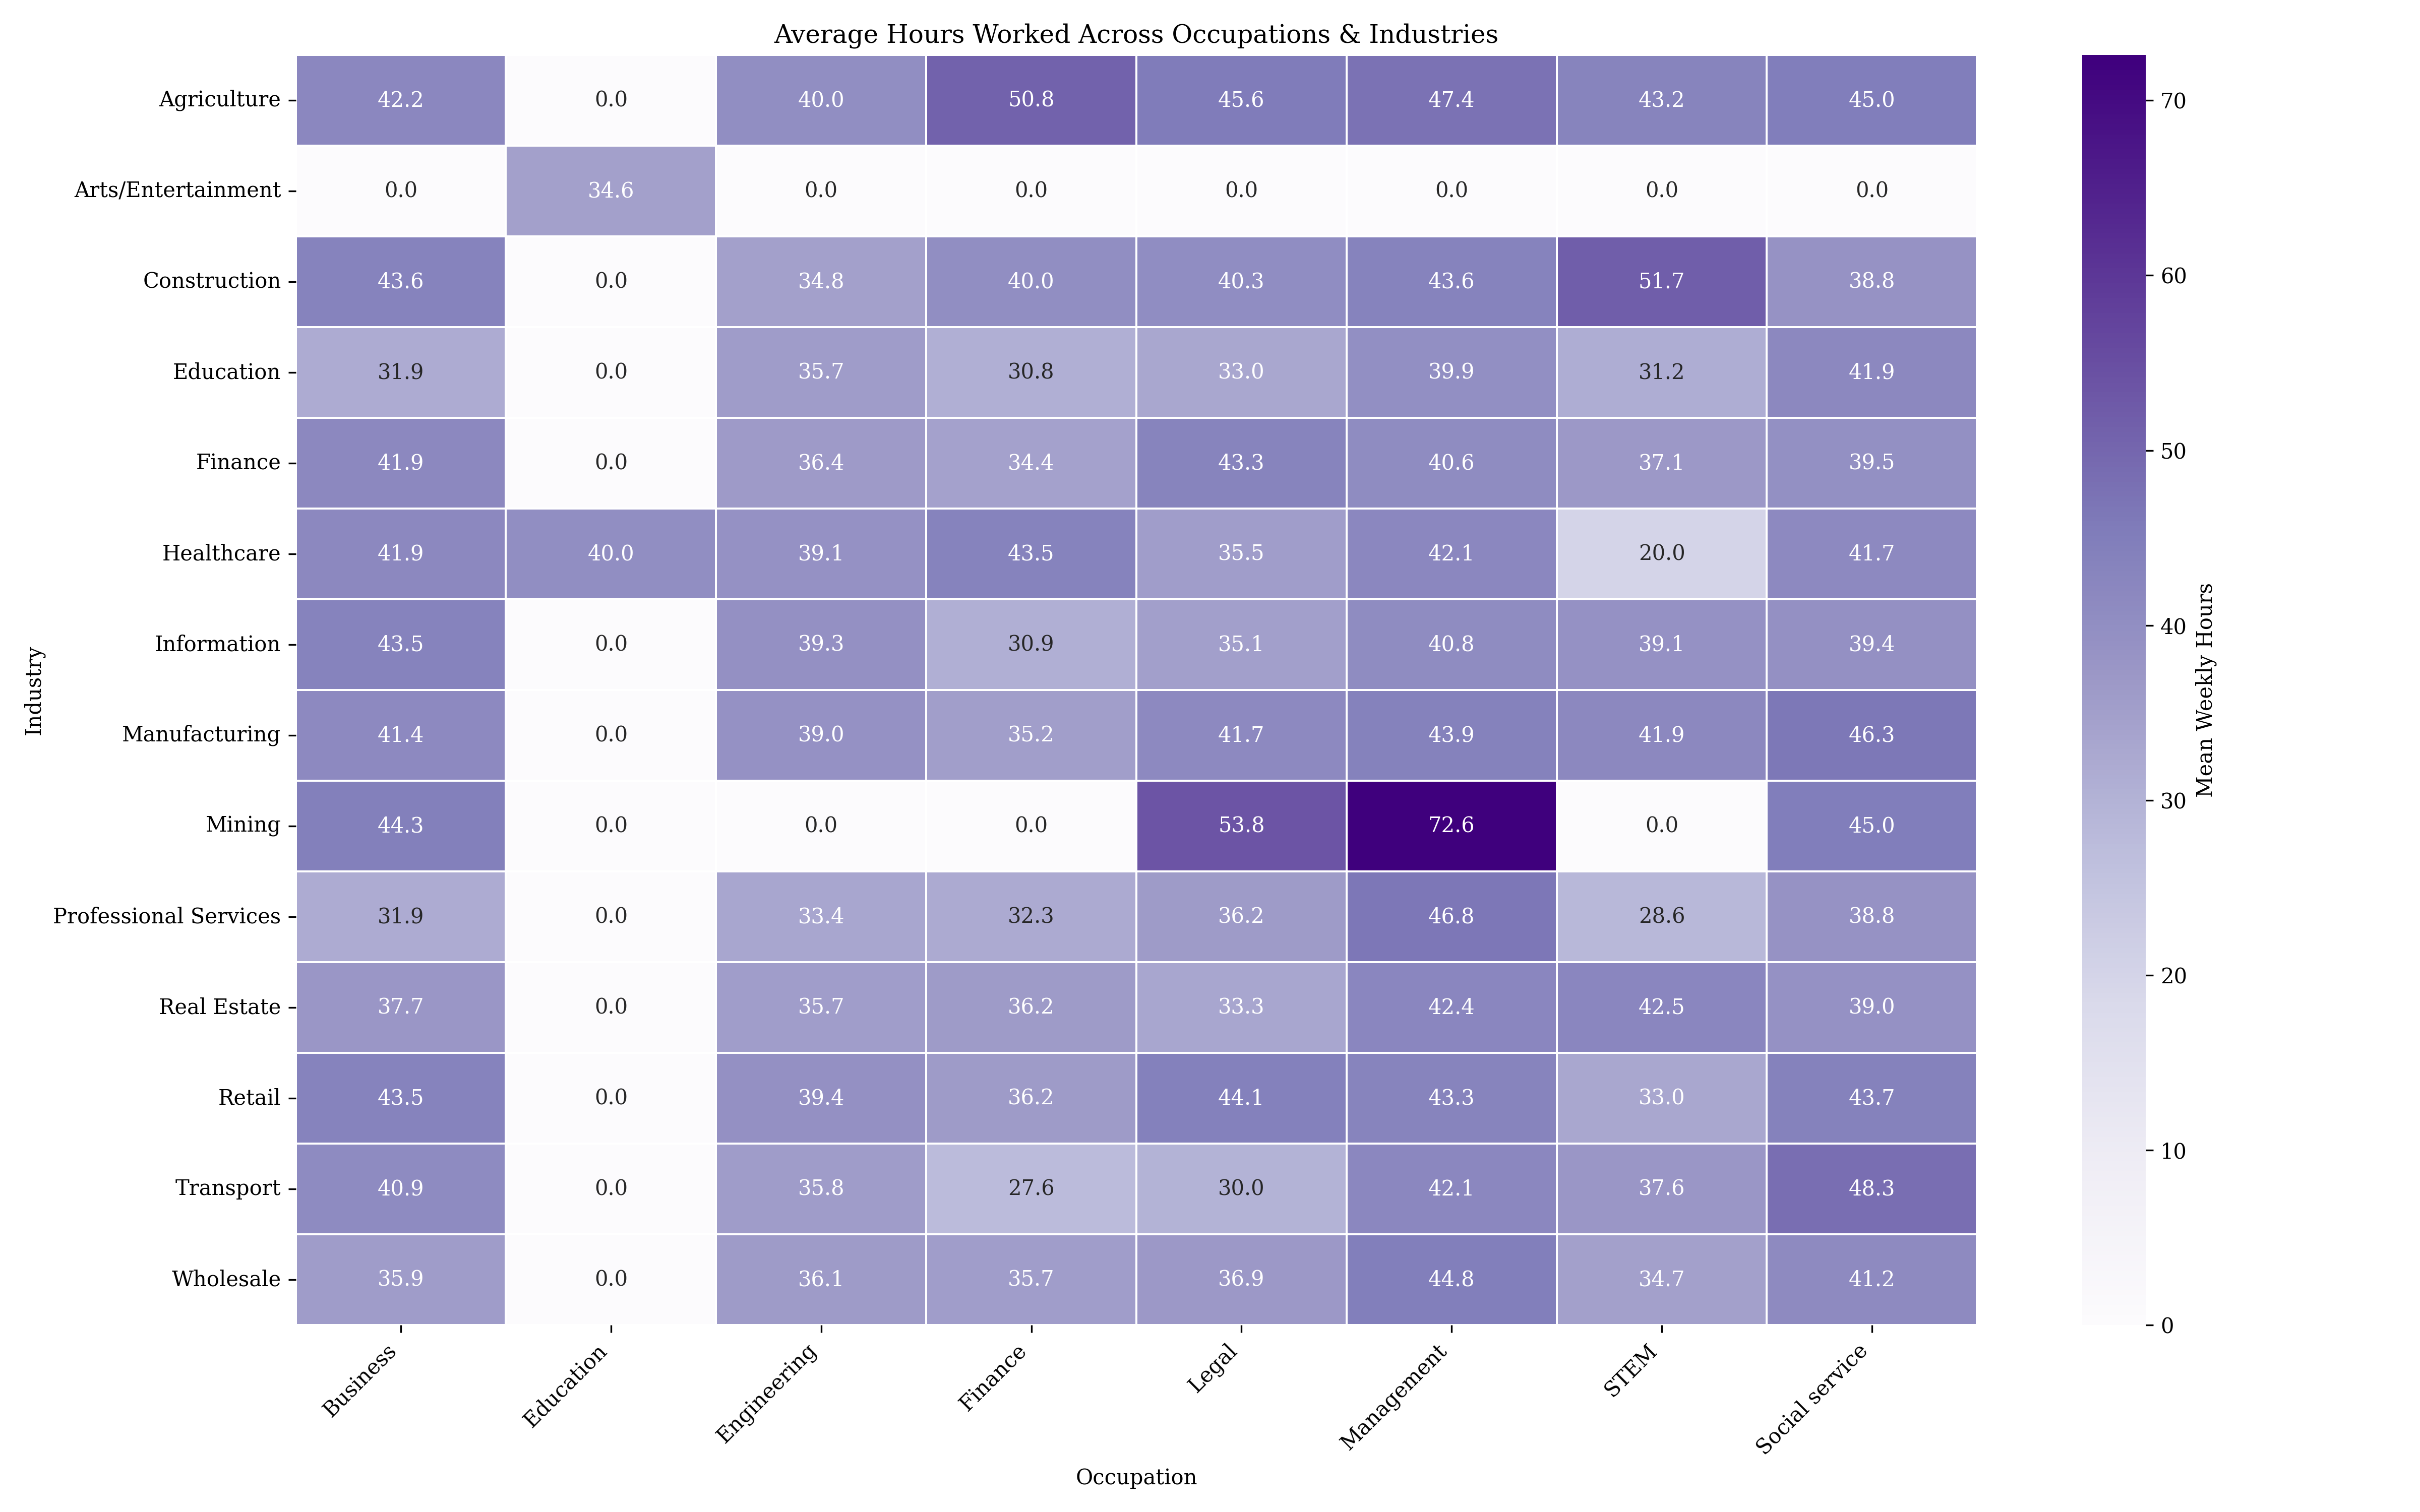 Average Hours Worked Across Occupations & Industries
Agriculture 42.2 0.0 40.0 50.8 45.6 47.4 43.2 45.0
Arts/Entertainment 0.0 34.6 0.0 0.0 0.0 0.0 0.0 0.0
Construction 43.6 0.0 34.8 40.0 40.3 43.6 51.7 38.8
Education 31.9 0.0 35.7 30.8 33.0 39.9 31.2 41.9
Finance 41.9 0.0 36.4 34.4 43.3 40.6 37.1 39.5
Healthcare 41.9 40.0 39.1 43.5 35.5 42.1 20.0 41.7
Information 43.5 0.0 39.3 30.9 35.1 40.8 39.1 39.4
Manufacturing 41.4 0.0 39.0 35.2 41.7 43.9 41.9 46.3
Mining 44.3 0.0 0.0 0.0 53.8 72.6 0.0 45.0
Professional Services 31.9 0.0 33.4 32.3 36.2 46.8 28.6 38.8
Real Estate 37.7 0.0 35.7 36.2 33.3 42.4 42.5 39.0
Retail 43.5 0.0 39.4 36.2 44.1 43.3 33.0 43.7
Transport 40.9 0.0 35.8 27.6 30.0 42.1 37.6 48.3
Wholesale 35.9 0.0 36.1 35.7 36.9 44.8 34.7 41.2
Business Education Engineering Finance Legal Management STEM Social service
Occupation
Industry
70
60
50
40
30
20
10
0
Mean Weekly Hours